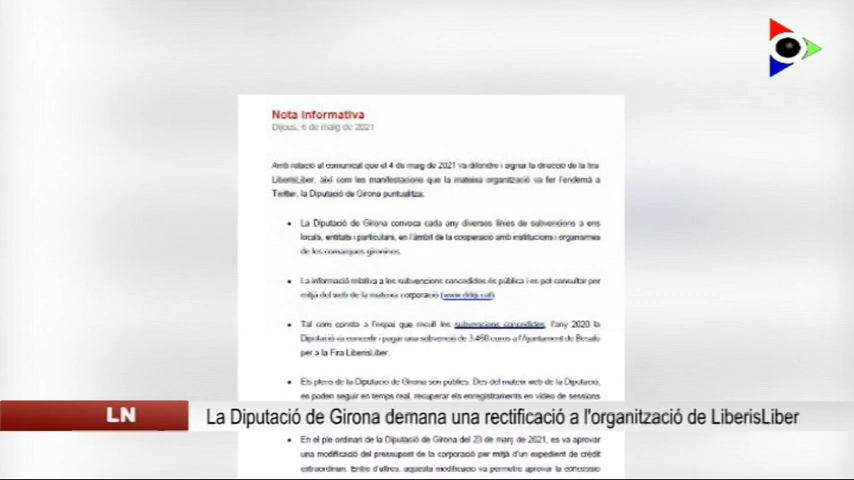 Nota informativa
Dijous, 6 de maig de 2021
Amb relació al comunicat que el 4 de maig de 2021 va difondre i signar la direcció de la fira
LiberisLiber, així com les manifestacions que la mateixa organització va fer l'endemà a
Twitter, la Diputació de Girona puntualitza:
• La Diputació de Girona convoca cada any diverses línies de subvencions a ens
locals, entitats i particulars, en l'àmbit de la cooperació amb institucions i organismes
de les comarques gironines.
• La informació relativa a les subvencions concedides és pública i es pot consultar per
mitjà del web de la mateixa corporació (www.ddgi.cat)
• Tal com consta a l'espai que recull les subvencions concedides, l'any 2020 la
Diputació va concedir i pagar una subvenció de euros a l'Ajuntament de Besalú
per a la Fira LiberisLiber.
• Els plens de la Diputació de Girona són públics. Des del mateix web de la Diputació,
es poden seguir en temps real, recuperar els enregistraments en vídeo de sessions
LN
La Diputació de Girona demana una rectificació a l'organització de LiberisLiber
• En el ple ordinari de la Diputació de Girona del 23 de març de 2021, es va aprovar
una modificació del pressupost de la corporació per mitjà d'un expedient de crèdit
extraordinari. Entre d'altres, aquesta modificació va permetre aprovar la concessió